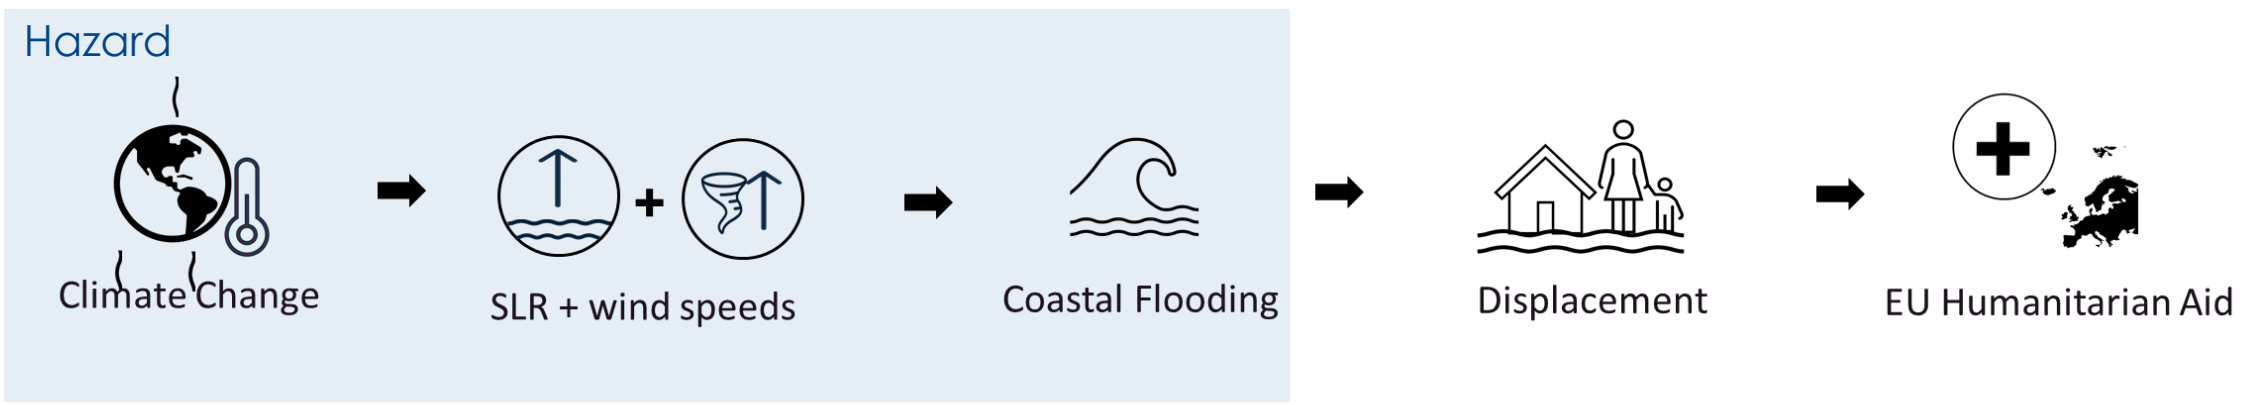 Hazard
Climate Change
SLR + wind speeds
Coastal Flooding
Displacement
EU Humanitarian Aid